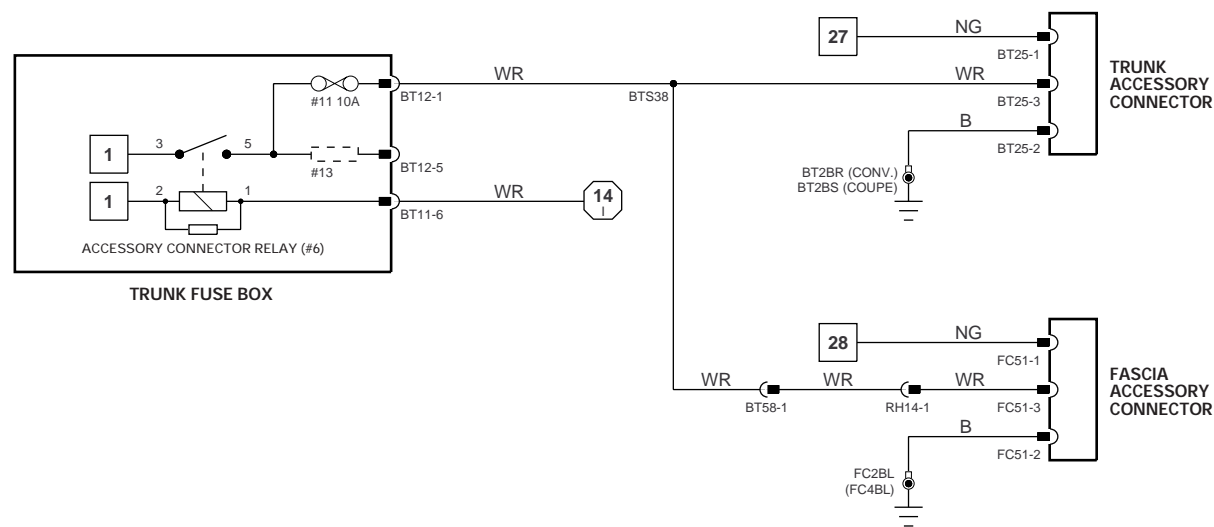 27
NG
BT25-1
TRUNK
ACCESSORY
CONNECTOR
WR
#11 10A
BT12-1
BTS38
WR
BT25-3
1
3
5
#13
BT12-5
B
BT25-2
BT2BR (CONV.)
BT2BS (COUPE)
1
2
1
WR
BT11-6
14
I
ACCESSORY CONNECTOR RELAY (#6)
TRUNK FUSE BOX
28
NG
FC51-1
FASCIA
ACCESSORY
CONNECTOR
WR
BT58-1
WR
RH14-1
WR
FC51-3
B
FC51-2
FC2BL
(FC4BL)